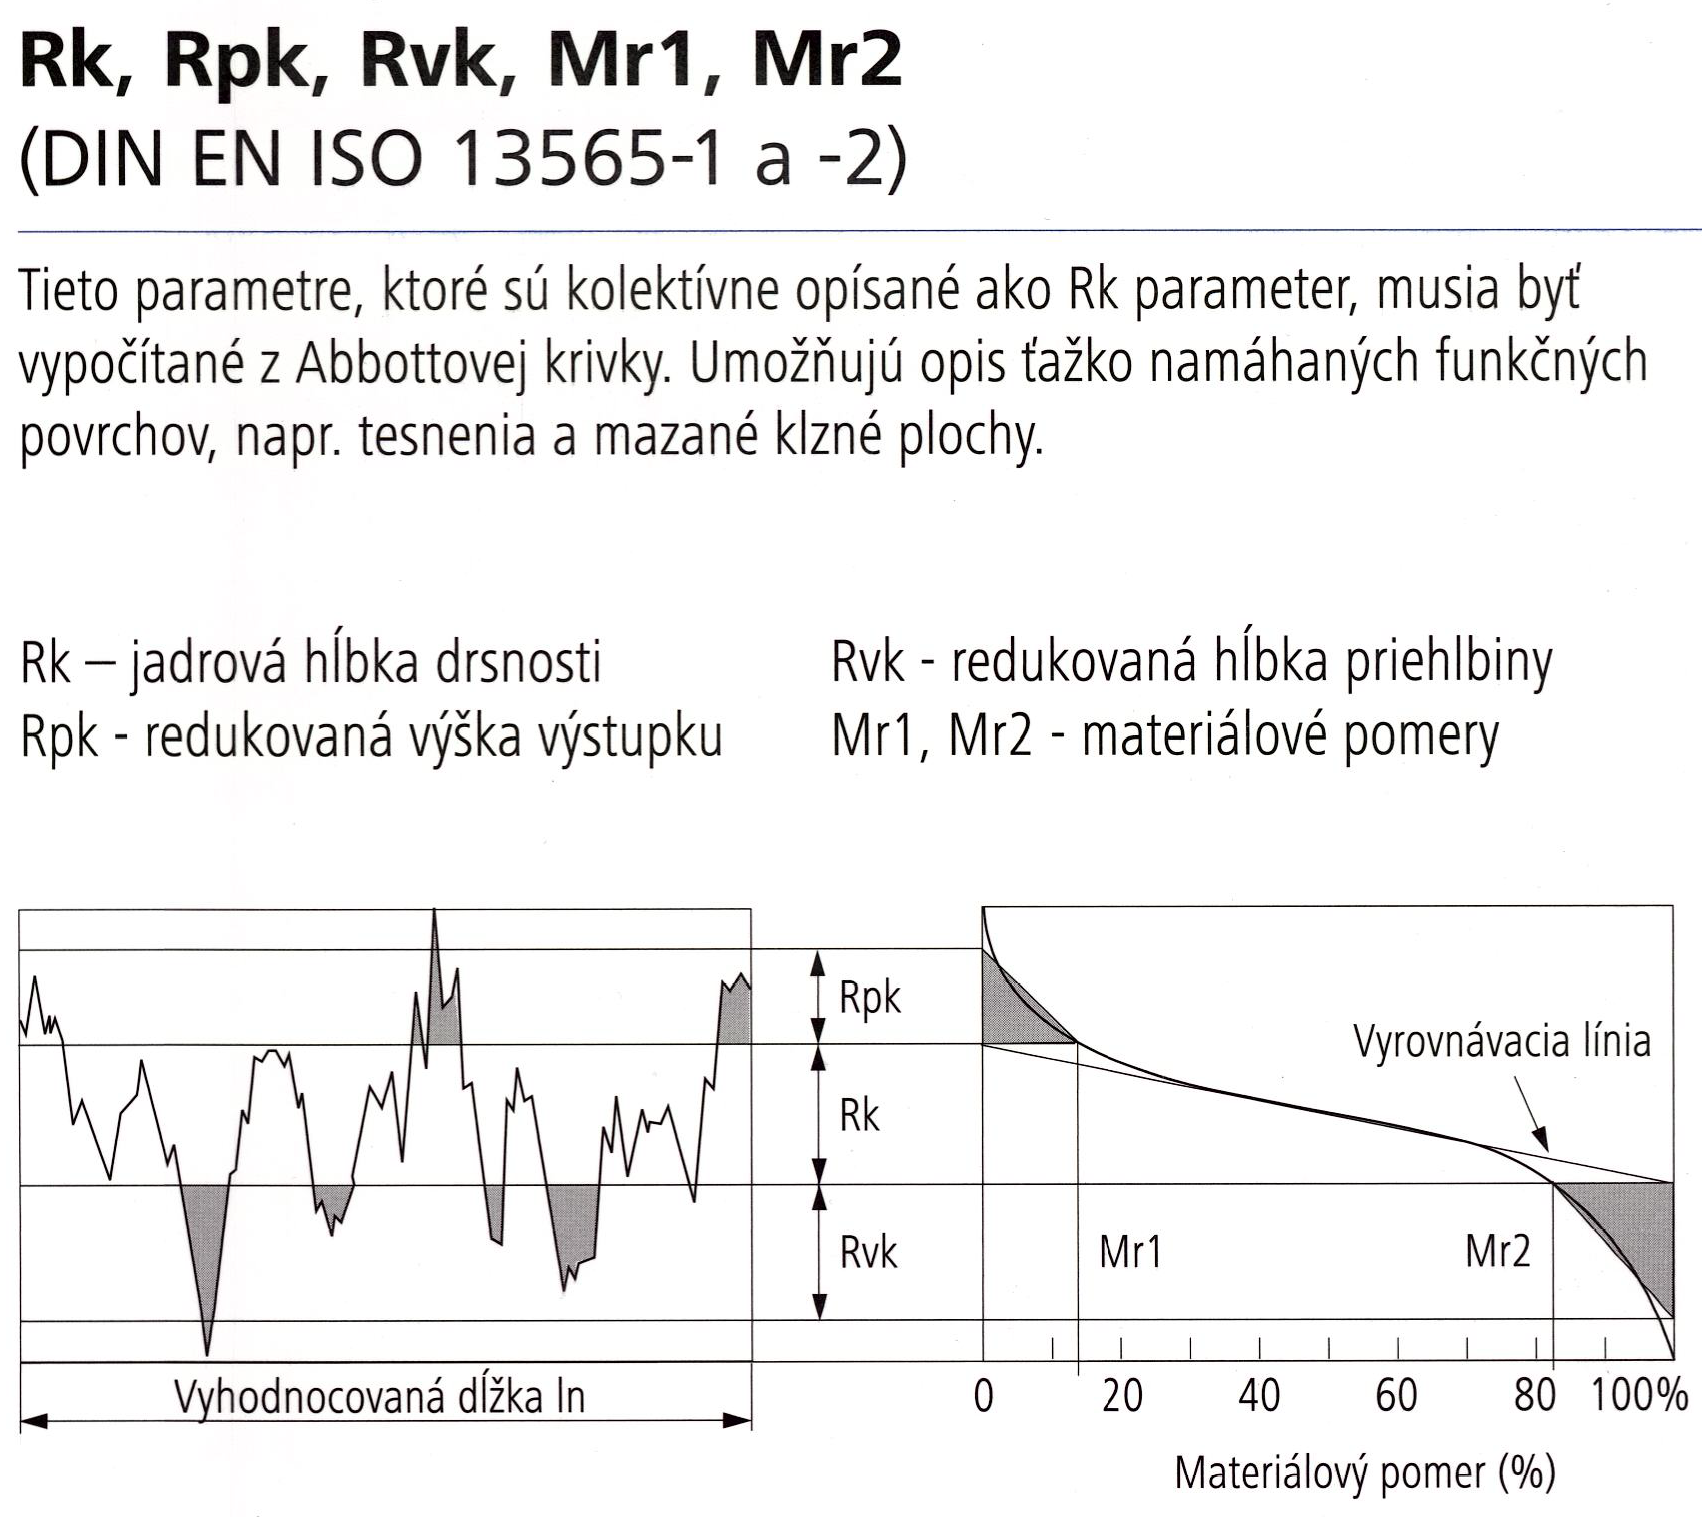 Rk, Rpk, Rvk, Mr1, Mr2
(DIN EN ISO 13565-1 a -2)
Tieto parametre, ktoré sú kolektívne opísané ako Rk parameter, musia byť
vypočítané z Abbottovej krivky. Umožňujú opis ťažko namáhaných funkčných
povrchov, napr. tesnenia a mazané klzné plochy.
Rk – jadrová hĺbka drsnosti
Rpk - redukovaná výška výstupku
Rvk - redukovaná hĺbka priehlbiny
Mr1, Mr2 - materiálové pomery
Rpk
Rk
Rvk
Vyhodnocovaná dĺžka ln
Vyrovnávacia línia
Mr1
Mr2
0 20 40 60 80 100%
Materiálový pomer (%)